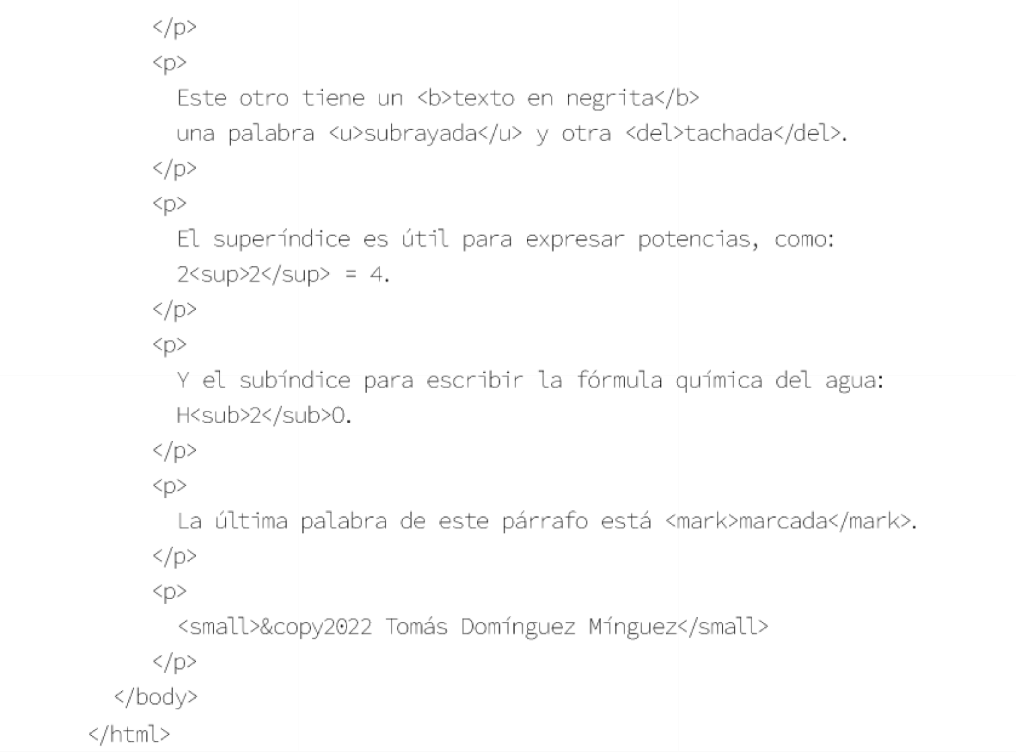 </p>
<p>
Este otro tiene un <b>texto en negrita</b>
una palabra <u>subrayada</u> y otra <del>tachada</del>.
</p>
<p>
El superíndice es útil para expresar potencias, como:
2<sup>2</sup> = 4.
</p>
<p>
Y el subíndice para escribir la fórmula química del agua:
H<sub>2</sub>O.
</p>
<p>
La última palabra de este párrafo está <mark>marcada</mark>.
</p>
<p>
<small>&copy2022 Tomás Domínguez Mínguez</small>
</p>
</body>
</html>